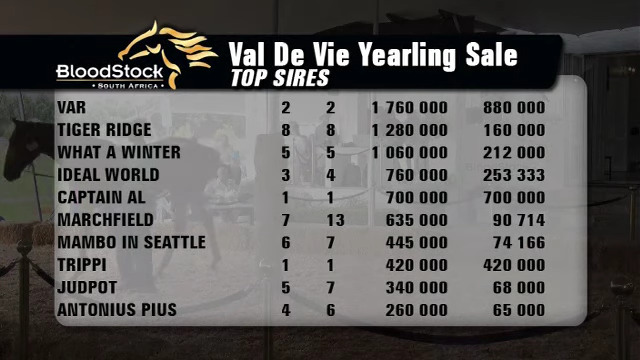 BLOODSTOCK
• SOUTH AFRICA •
Val De Vie Yearling Sale
TOP SIRES
VAR 2 2 1 760 000 880 000
TIGER RIDGE 8 8 1 280 000 160 000
WHAT A WINTER 5 5 1 060 000 212 000
IDEAL WORLD 3 4 760 000 253 333
CAPTAIN AL 1 1 700 000 700 000
MARCHFIELD 7 13 635 000 90 714
MAMBO IN SEATTLE 6 7 445 000 74 166
TRIPPI 1 1 420 000 420 000
JUDPOT 5 7 340 000 68 000
ANTONIUS PIUS 4 6 260 000 65 000